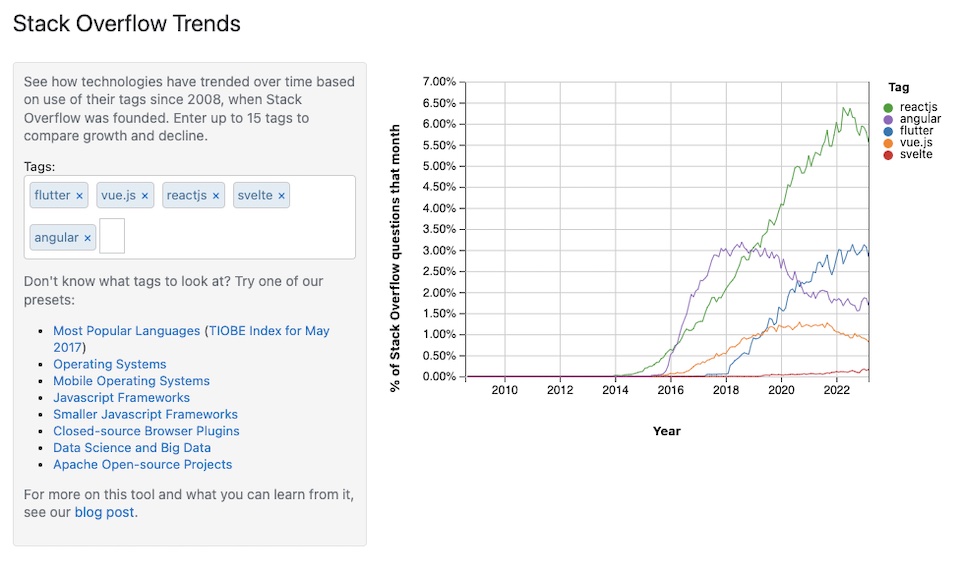 Stack Overflow Trends
See how technologies have trended over time based
on use of their tags since 2008, when Stack
Overflow was founded. Enter up to 15 tags to
compare growth and decline.
Tags:
flutter × vue.js × reactjs × svelte ×
angular ×
Don't know what tags to look at? Try one of our
presets:
• Most Popular Languages (TIOBE Index for May
2017)
• Operating Systems
• Mobile Operating Systems
• Javascript Frameworks
• Smaller Javascript Frameworks
• Closed-source Browser Plugins
• Data Science and Big Data
• Apache Open-source Projects
For more on this tool and what you can learn from it,
see our blog post.
% of Stack Overflow questions that month
7.00%
6.50%
6.00%
5.50%
5.00%
4.50%
4.00%
3.50%
3.00%
2.50%
2.00%
1.50%
1.00%
0.50%
0.00%
2010 2012 2014 2016 2018 2020 2022
Year
Tag
reactjs
angular
flutter
vue.js
svelte